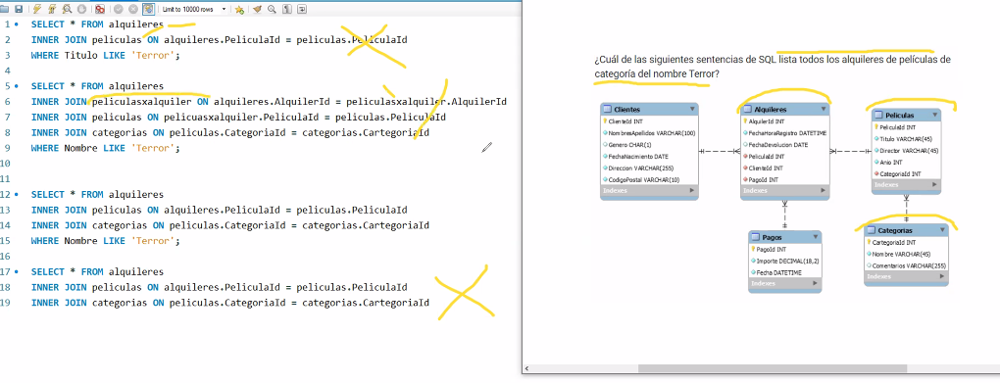 Limit to 10000 rows
1 SELECT * FROM alquileres
2 INNER JOIN peliculas ON alquileres.PeliculaId = peliculas.PeliculaId
3 WHERE Titulo LIKE 'Terror';
4
5 SELECT * FROM alquileres
6 INNER JOIN peliculasxalquiler ON alquileres.AlquilerId = peliculasxalquiler.AlquilerId
7 INNER JOIN peliculas ON pelicuasxalquiler.PeliculaId = peliculas.PeliculaId
8 INNER JOIN categorias ON peliculas.CategoriaId = categorias.CartegoriaId
9 WHERE Nombre LIKE 'Terror';
10
11
12 SELECT * FROM alquileres
13 INNER JOIN peliculas ON alquileres.PeliculaId = peliculas.PeliculaId
14 INNER JOIN categorias ON peliculas.CategoriaId = categorias.CartegoriaId
15 WHERE Nombre LIKE 'Terror';
16
17 SELECT * FROM alquileres
18 INNER JOIN peliculas ON alquileres.PeliculaId = peliculas.PeliculaId
19 INNER JOIN categorias ON peliculas.CategoriaId = categorias.CartegoriaId
¿Cuál de las siguientes sentencias de SQL lista todos los alquileres de películas de
categoría del nombre Terror?
Clientes
ClienteId INT
NombresApellidos VARCHAR(100)
Genero CHAR(1)
FechaNacimiento DATE
Direccion VARCHAR(255)
CodigoPostal VARCHAR(10)
Indexes
Alquileres
AlquilerId INT
FechaHoraRegistro DATETIME
FechaDevolucion DATE
PeliculaId INT
ClienteId INT
PagoId INT
Indexes
Peliculas
PeliculaId INT
Titulo VARCHAR(45)
Director VARCHAR(45)
Anio INT
CategoriaId INT
Indexes
Pagos
PagoId INT
Importe DECIMAL(18,2)
Fecha DATETIME
Indexes
Categorias
CartegoriaId INT
Nombre VARCHAR(45)
Comentarios VARCHAR(255)
Indexes